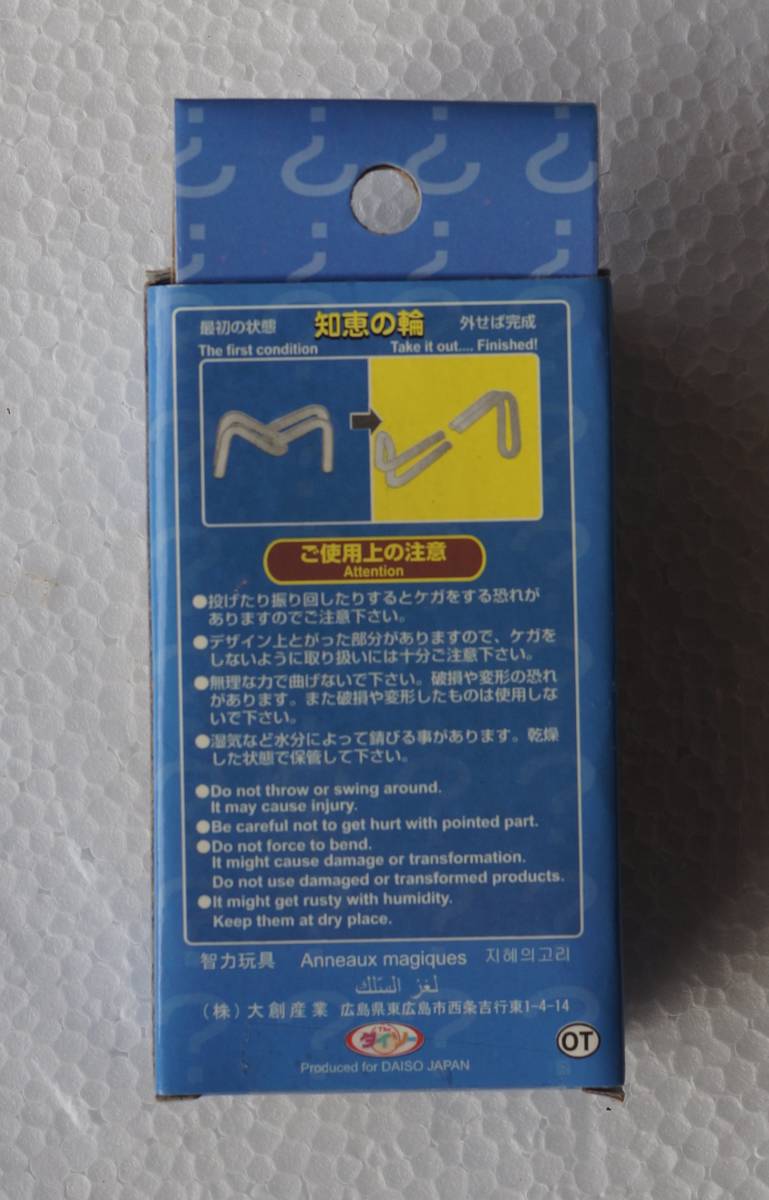 最初の状態 知恵の輪 外せば完成
The first condition Take it out.... Finished!
ご使用上の注意
Attention
●投げたり振り回したりするとケガをする恐れが
ありますのでご注意下さい。
●デザイン上とがった部分がありますので、ケガを
しないように取り扱いには十分ご注意下さい。
●無理な力で曲げないで下さい。破損や変形の恐れ
があります。また破損や変形したものは使用しな
いで下さい。
●湿気など水分によって錆びる事があります。乾燥
した状態で保管して下さい。
●Do not throw or swing around.
It may cause injury.
●Be careful not to get hurt with pointed part.
●Do not force to bend.
It might cause damage or transformation.
Do not use damaged or transformed products.
●It might get rusty with humidity.
Keep them at dry place.
智力玩具 Anneaux magiques 지혜의고리
لغز السّلك
(株)大創産業 広島県東広島市西条吉行東1-4-14
The ダイソー OT
Produced for DAISO JAPAN